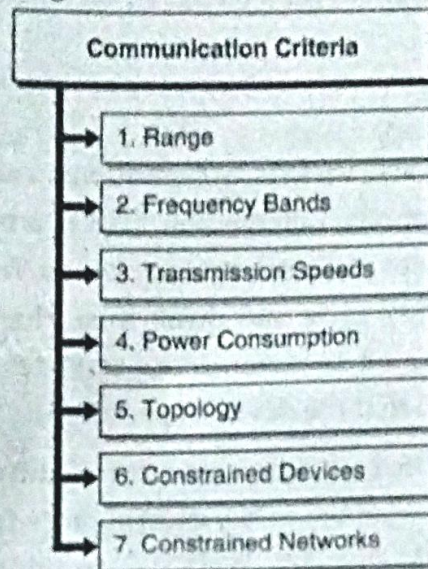 Communication Criteria
1. Range
2. Frequency Bands
3. Transmission Speeds
4. Power Consumption
5. Topology
6. Constrained Devices
7. Constrained Networks